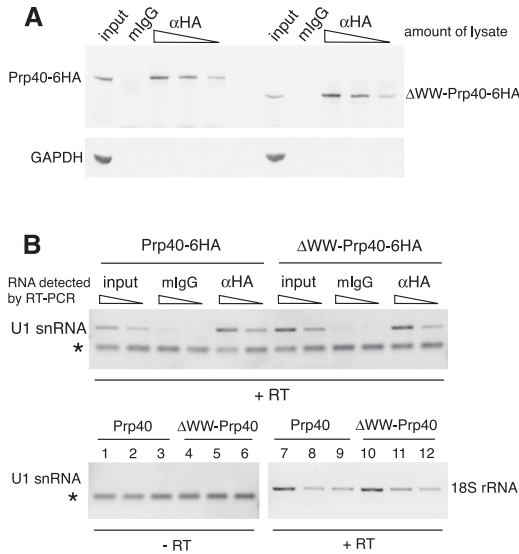 A
input mIgG αHA input mIgG αHA amount of lysate
Prp40-6HA
ΔWW-Prp40-6HA
GAPDH
B
Prp40-6HA ΔWW-Prp40-6HA
RNA detected by RT-PCR
input mIgG αHA input mIgG αHA
U1 snRNA
*
+ RT
Prp40 ΔWW-Prp40 Prp40 ΔWW-Prp40
1 2 3 4 5 6 7 8 9 10 11 12
U1 snRNA 18S rRNA
*
- RT + RT